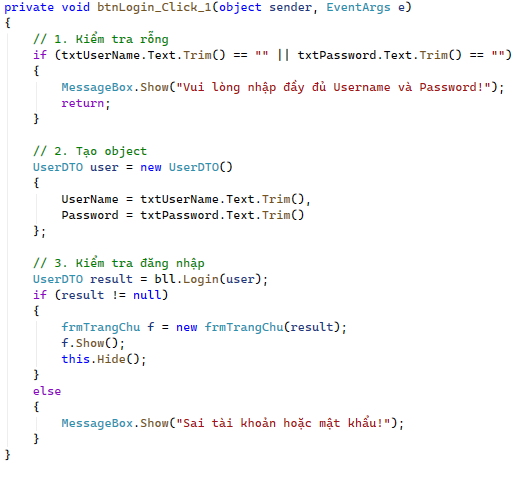 private void btnLogin_Click_1(object sender, EventArgs e)
{
    // 1. Kiểm tra rỗng
    if (txtUserName.Text.Trim() == "" || txtPassword.Text.Trim() == "")
    {
        MessageBox.Show("Vui lòng nhập đầy đủ Username và Password!");
        return;
    }

    // 2. Tạo object
    UserDTO user = new UserDTO()
    {
        UserName = txtUserName.Text.Trim(),
        Password = txtPassword.Text.Trim()
    };

    // 3. Kiểm tra đăng nhập
    UserDTO result = bll.Login(user);
    if (result != null)
    {
        frmTrangChu f = new frmTrangChu(result);
        f.Show();
        this.Hide();
    }
    else
    {
        MessageBox.Show("Sai tài khoản hoặc mật khẩu!");
    }
}